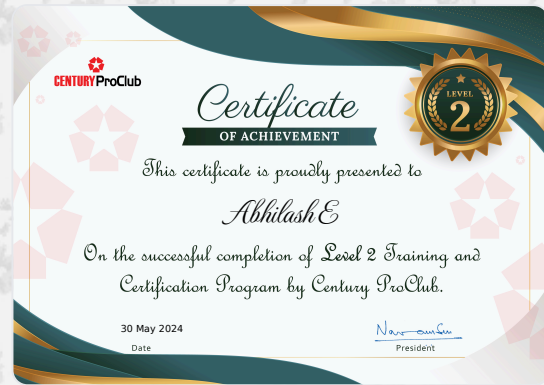 CENTURY ProClub
LEVEL
2
Certificate
OF ACHIEVEMENT
This certificate is proudly presented to
Abhilash E
On the successful completion of Level 2 Training and
Certification Program by Century ProClub.
30 May 2024
Date
President